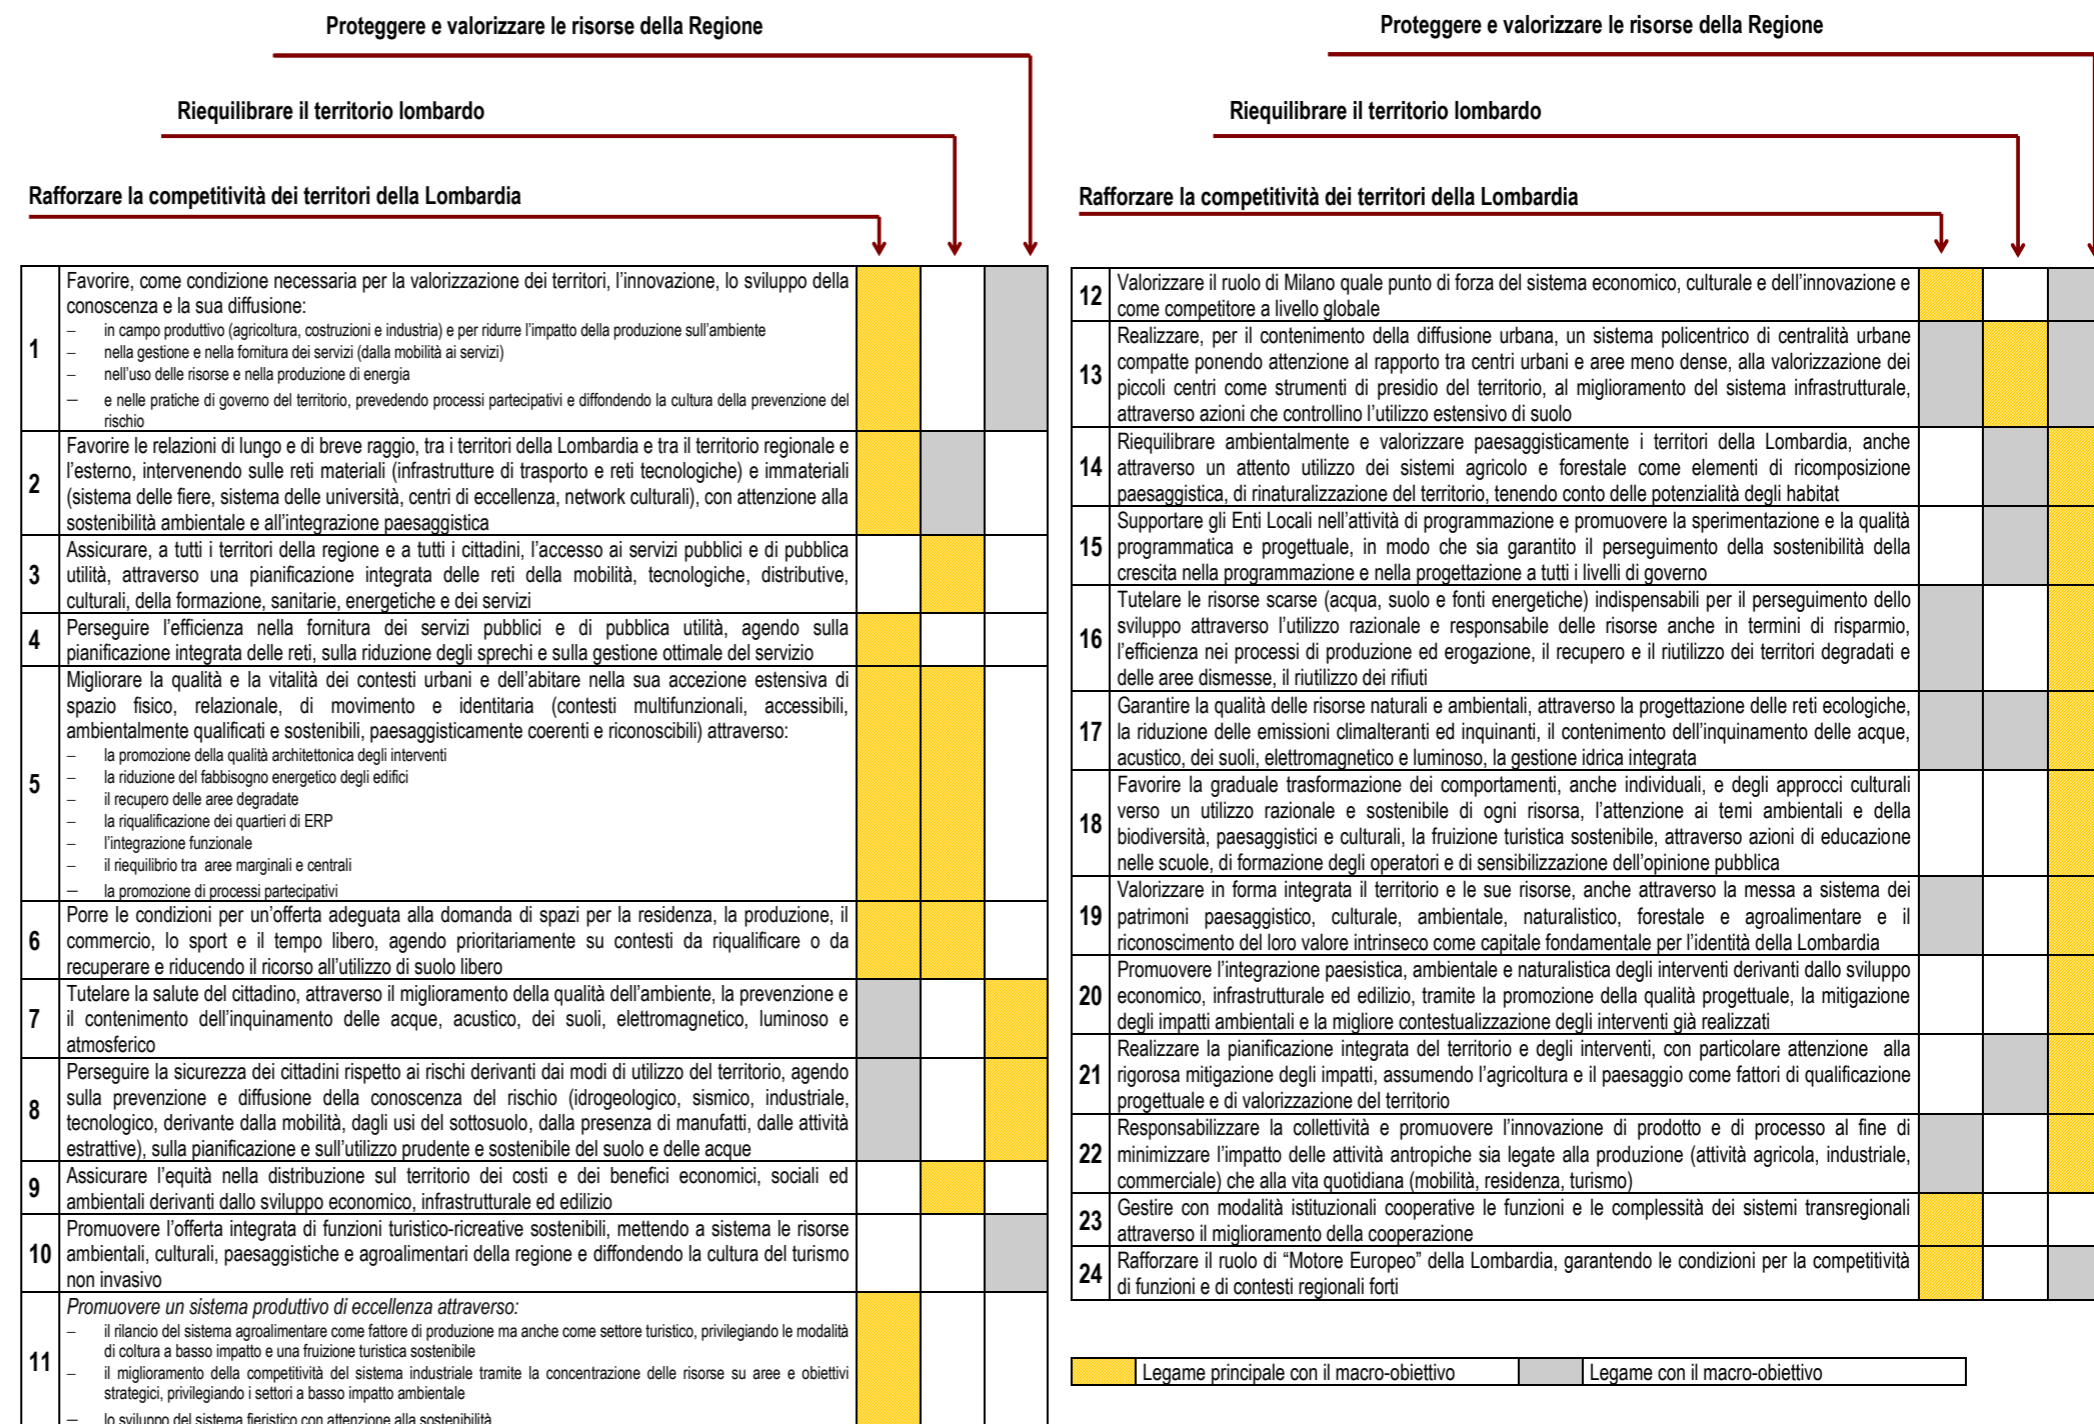 Proteggere e valorizzare le risorse della Regione
Riequilibrare il territorio lombardo
Rafforzare la competitività dei territori della Lombardia
1
Favorire, come condizione necessaria per la valorizzazione dei territori, l’innovazione, lo sviluppo della
conoscenza e la sua diffusione:
– in campo produttivo (agricoltura, costruzioni e industria) e per ridurre l’impatto della produzione sull’ambiente
– nella gestione e nella fornitura dei servizi (dalla mobilità ai servizi)
– nell’uso delle risorse e nella produzione di energia
– e nelle pratiche di governo del territorio, prevedendo processi partecipativi e diffondendo la cultura della prevenzione del
rischio
2
Favorire le relazioni di lungo e di breve raggio, tra i territori della Lombardia e tra il territorio regionale e
l’esterno, intervenendo sulle reti materiali (infrastrutture di trasporto e reti tecnologiche) e immateriali
(sistema delle fiere, sistema delle università, centri di eccellenza, network culturali), con attenzione alla
sostenibilità ambientale e all’integrazione paesaggistica
3
Assicurare, a tutti i territori della regione e a tutti i cittadini, l’accesso ai servizi pubblici e di pubblica
utilità, attraverso una pianificazione integrata delle reti della mobilità, tecnologiche, distributive,
culturali, della formazione, sanitarie, energetiche e dei servizi
4
Perseguire l’efficienza nella fornitura dei servizi pubblici e di pubblica utilità, agendo sulla
pianificazione integrata delle reti, sulla riduzione degli sprechi e sulla gestione ottimale del servizio
5
Migliorare la qualità e la vitalità dei contesti urbani e dell’abitare nella sua accezione estensiva di
spazio fisico, relazionale, di movimento e identitaria (contesti multifunzionali, accessibili,
ambientalmente qualificati e sostenibili, paesaggisticamente coerenti e riconoscibili) attraverso:
– la promozione della qualità architettonica degli interventi
– la riduzione del fabbisogno energetico degli edifici
– il recupero delle aree degradate
– la riqualificazione dei quartieri di ERP
– l’integrazione funzionale
– il riequilibrio tra aree marginali e centrali
– la promozione di processi partecipativi
6
Porre le condizioni per un’offerta adeguata alla domanda di spazi per la residenza, la produzione, il
commercio, lo sport e il tempo libero, agendo prioritariamente su contesti da riqualificare o da
recuperare e riducendo il ricorso all’utilizzo di suolo libero
7
Tutelare la salute del cittadino, attraverso il miglioramento della qualità dell’ambiente, la prevenzione e
il contenimento dell’inquinamento delle acque, acustico, dei suoli, elettromagnetico, luminoso e
atmosferico
8
Perseguire la sicurezza dei cittadini rispetto ai rischi derivanti dai modi di utilizzo del territorio, agendo
sulla prevenzione e diffusione della conoscenza del rischio (idrogeologico, sismico, industriale,
tecnologico, derivante dalla mobilità, dagli usi del sottosuolo, dalla presenza di manufatti, dalle attività
estrattive), sulla pianificazione e sull’utilizzo prudente e sostenibile del suolo e delle acque
9
Assicurare l’equità nella distribuzione sul territorio dei costi e dei benefici economici, sociali ed
ambientali derivanti dallo sviluppo economico, infrastrutturale ed edilizio
10
Promuovere l’offerta integrata di funzioni turistico-ricreative sostenibili, mettendo a sistema le risorse
ambientali, culturali, paesaggistiche e agroalimentari della regione e diffondendo la cultura del turismo
non invasivo
11
Promuovere un sistema produttivo di eccellenza attraverso:
– il rilancio del sistema agroalimentare come fattore di produzione ma anche come settore turistico, privilegiando le modalità
di coltura a basso impatto e una fruizione turistica sostenibile
– il miglioramento della competitività del sistema industriale tramite la concentrazione delle risorse su aree e obiettivi
strategici, privilegiando i settori a basso impatto ambientale
– lo sviluppo del sistema fieristico con attenzione alla sostenibilità
Proteggere e valorizzare le risorse della Regione
Riequilibrare il territorio lombardo
Rafforzare la competitività dei territori della Lombardia
12
Valorizzare il ruolo di Milano quale punto di forza del sistema economico, culturale e dell’innovazione e
come competitore a livello globale
13
Realizzare, per il contenimento della diffusione urbana, un sistema policentrico di centralità urbane
compatte ponendo attenzione al rapporto tra centri urbani e aree meno dense, alla valorizzazione dei
piccoli centri come strumenti di presidio del territorio, al miglioramento del sistema infrastrutturale,
attraverso azioni che controllino l’utilizzo estensivo di suolo
14
Riequilibrare ambientalmente e valorizzare paesaggisticamente i territori della Lombardia, anche
attraverso un attento utilizzo dei sistemi agricolo e forestale come elementi di ricomposizione
paesaggistica, di rinaturalizzazione del territorio, tenendo conto delle potenzialità degli habitat
15
Supportare gli Enti Locali nell’attività di programmazione e promuovere la sperimentazione e la qualità
programmatica e progettuale, in modo che sia garantito il perseguimento della sostenibilità della
crescita nella programmazione e nella progettazione a tutti i livelli di governo
16
Tutelare le risorse scarse (acqua, suolo e fonti energetiche) indispensabili per il perseguimento dello
sviluppo attraverso l’utilizzo razionale e responsabile delle risorse anche in termini di risparmio,
l’efficienza nei processi di produzione ed erogazione, il recupero e il riutilizzo dei territori degradati e
delle aree dismesse, il riutilizzo dei rifiuti
17
Garantire la qualità delle risorse naturali e ambientali, attraverso la progettazione delle reti ecologiche,
la riduzione delle emissioni climalteranti ed inquinanti, il contenimento dell’inquinamento delle acque,
acustico, dei suoli, elettromagnetico e luminoso, la gestione idrica integrata
18
Favorire la graduale trasformazione dei comportamenti, anche individuali, e degli approcci culturali
verso un utilizzo razionale e sostenibile di ogni risorsa, l’attenzione ai temi ambientali e della
biodiversità, paesaggistici e culturali, la fruizione turistica sostenibile, attraverso azioni di educazione
nelle scuole, di formazione degli operatori e di sensibilizzazione dell’opinione pubblica
19
Valorizzare in forma integrata il territorio e le sue risorse, anche attraverso la messa a sistema dei
patrimoni paesaggistico, culturale, ambientale, naturalistico, forestale e agroalimentare e il
riconoscimento del loro valore intrinseco come capitale fondamentale per l’identità della Lombardia
20
Promuovere l’integrazione paesistica, ambientale e naturalistica degli interventi derivanti dallo sviluppo
economico, infrastrutturale ed edilizio, tramite la promozione della qualità progettuale, la mitigazione
degli impatti ambientali e la migliore contestualizzazione degli interventi già realizzati
21
Realizzare la pianificazione integrata del territorio e degli interventi, con particolare attenzione alla
rigorosa mitigazione degli impatti, assumendo l’agricoltura e il paesaggio come fattori di qualificazione
progettuale e di valorizzazione del territorio
22
Responsabilizzare la collettività e promuovere l’innovazione di prodotto e di processo al fine di
minimizzare l’impatto delle attività antropiche sia legate alla produzione (attività agricola, industriale,
commerciale) che alla vita quotidiana (mobilità, residenza, turismo)
23
Gestire con modalità istituzionali cooperative le funzioni e le complessità dei sistemi transregionali
attraverso il miglioramento della cooperazione
24
Rafforzare il ruolo di “Motore Europeo” della Lombardia, garantendo le condizioni per la competitività
di funzioni e di contesti regionali forti
Legame principale con il macro-obiettivo
Legame con il macro-obiettivo